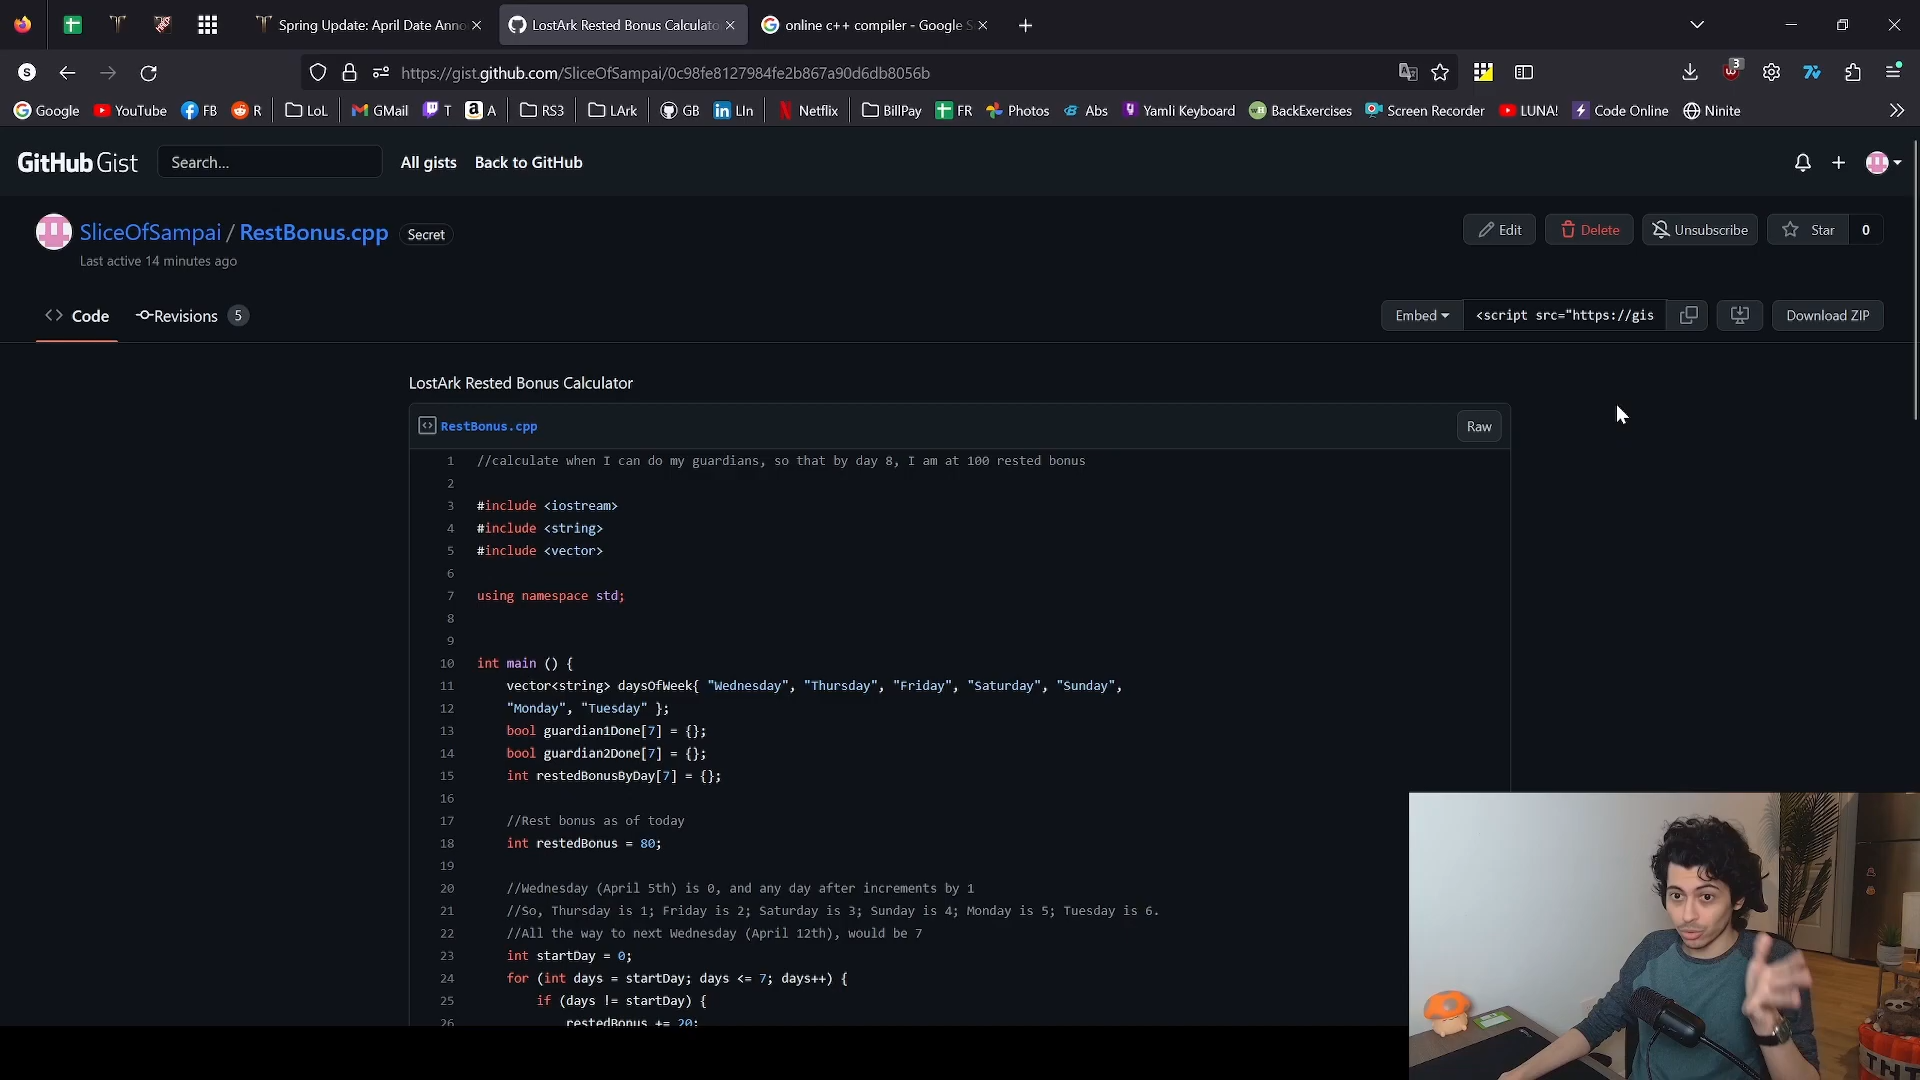 Spring Update: April Date Anno
LostArk Rested Bonus Calculato
online c++ compiler - Google S
https://gist.github.com/SliceOfSampai/0c98fe8127984fe2b867a90d6db8056b
3
Google YouTube FB R LoL GMail T A RS3 LArk GB LIn Netflix BillPay FR Photos Abs Yamli Keyboard BackExercises Screen Recorder LUNA! Code Online Ninite
GitHub Gist Search... All gists Back to GitHub
SliceOfSampai / RestBonus.cpp Secret
Edit Delete Unsubscribe Star 0
Last active 14 minutes ago
Code Revisions 5
Embed <script src="https://gis Download ZIP
LostArk Rested Bonus Calculator
RestBonus.cpp Raw
1 //calculate when I can do my guardians, so that by day 8, I am at 100 rested bonus
2
3 #include <iostream>
4 #include <string>
5 #include <vector>
6
7 using namespace std;
8
9
10 int main () {
11 vector<string> daysOfWeek{ "Wednesday", "Thursday", "Friday", "Saturday", "Sunday",
12 "Monday", "Tuesday" };
13 bool guardian1Done[7] = {};
14 bool guardian2Done[7] = {};
15 int restedBonusByDay[7] = {};
16
17 //Rest bonus as of today
18 int restedBonus = 80;
19
20 //Wednesday (April 5th) is 0, and any day after increments by 1
21 //So, Thursday is 1; Friday is 2; Saturday is 3; Sunday is 4; Monday is 5; Tuesday is 6.
22 //All the way to next Wednesday (April 12th), would be 7
23 int startDay = 0;
24 for (int days = startDay; days <= 7; days++) {
25 if (days != startDay) {
26 restedBonus += 20;
TNT